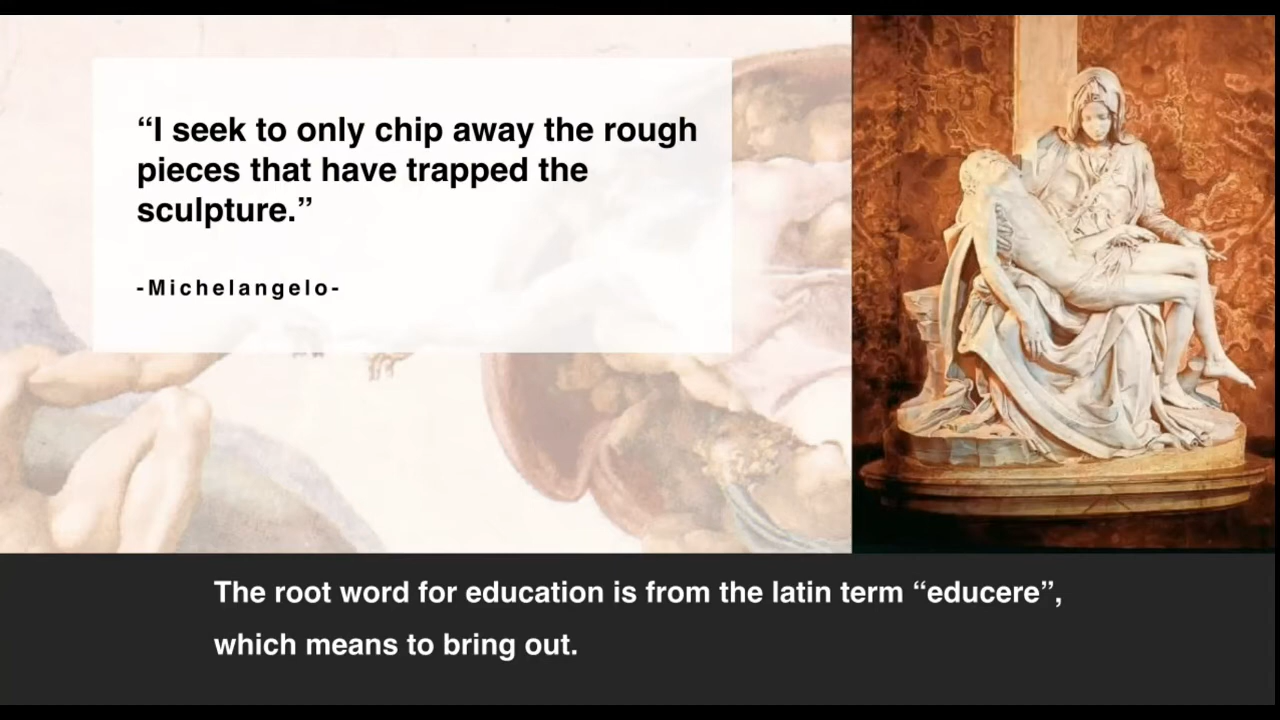 “I seek to only chip away the rough
pieces that have trapped the
sculpture.”
-Michelangelo-
The root word for education is from the latin term “educere”,
which means to bring out.